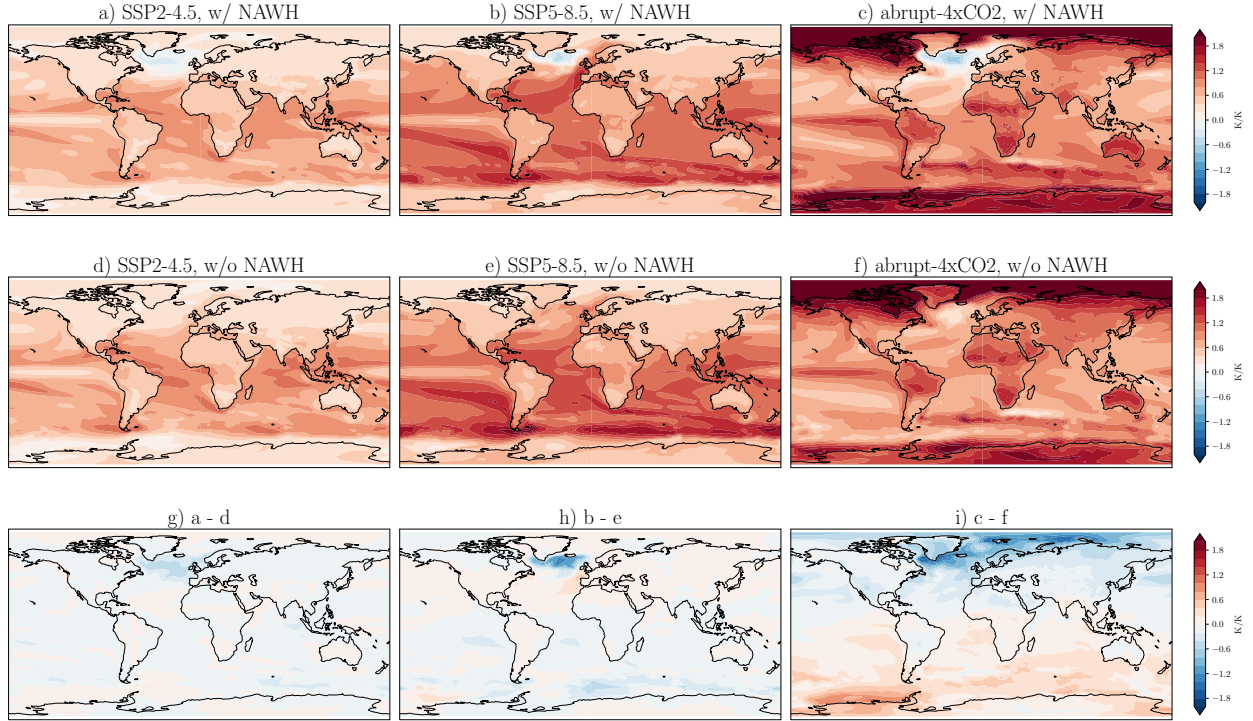 a) SSP2-4.5, w/ NAWH
b) SSP5-8.5, w/ NAWH
c) abrupt-4xCO2, w/ NAWH
1.8
1.2
0.6
0.0
−0.6
−1.2
−1.8
K/K
d) SSP2-4.5, w/o NAWH
e) SSP5-8.5, w/o NAWH
f) abrupt-4xCO2, w/o NAWH
1.8
1.2
0.6
0.0
−0.6
−1.2
−1.8
K/K
g) a - d
h) b - e
i) c - f
1.8
1.2
0.6
0.0
−0.6
−1.2
−1.8
K/K